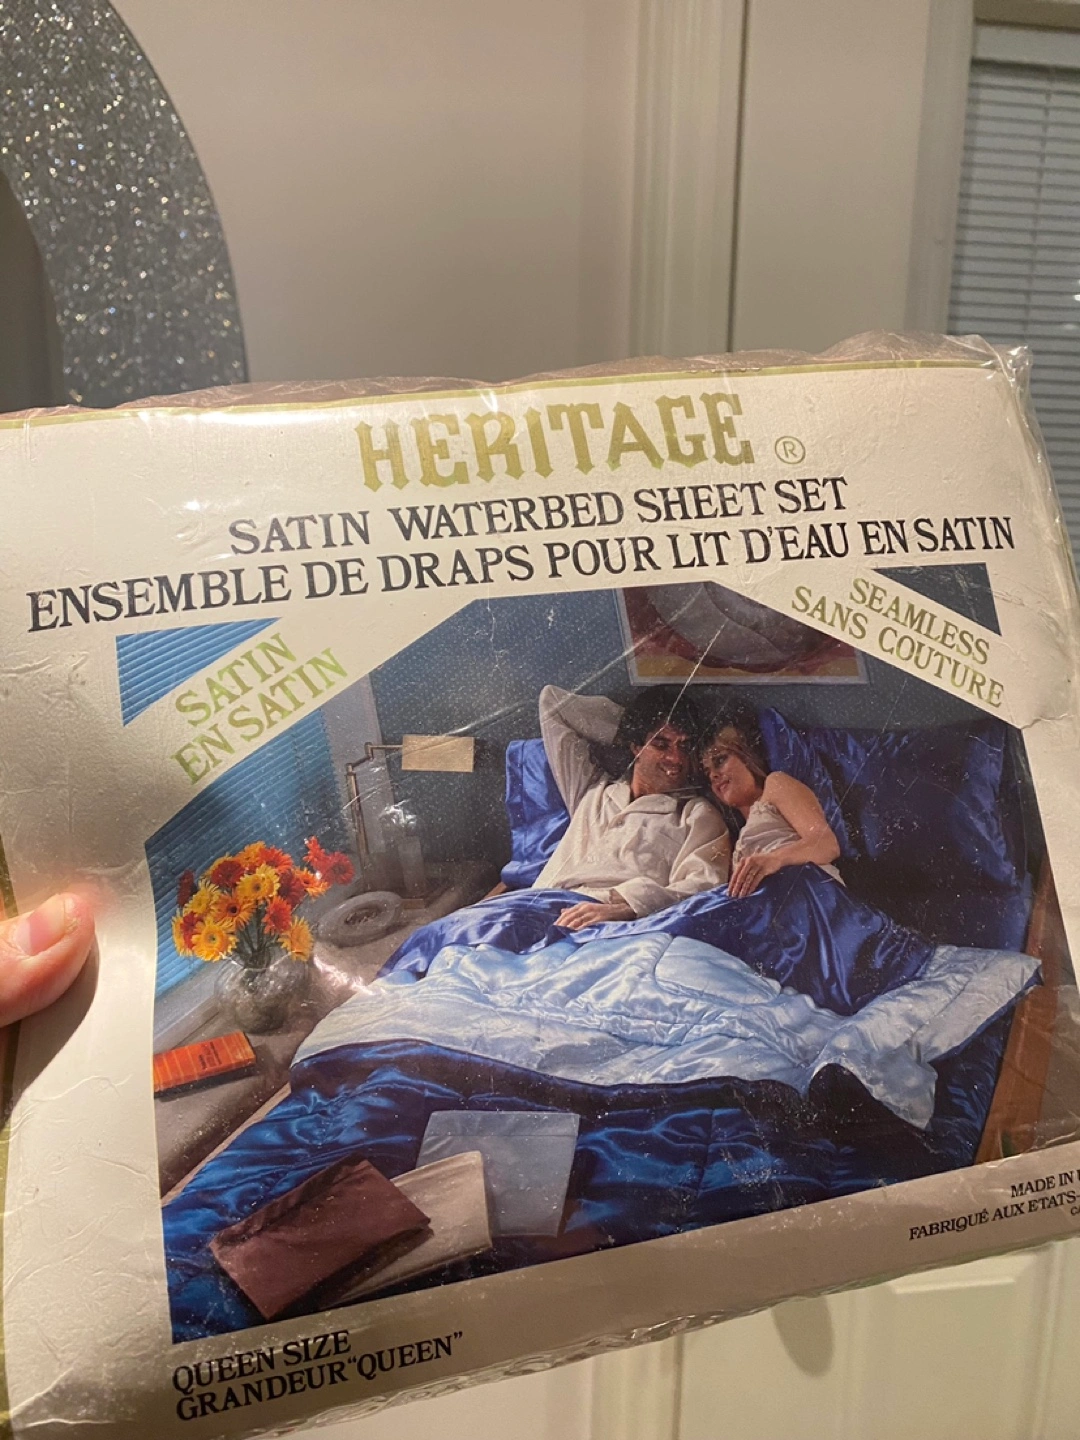 HERITAGE ®
SATIN WATERBED SHEET SET
ENSEMBLE DE DRAPS POUR LIT D'EAU EN SATIN
SATIN
EN SATIN
SEAMLESS
SANS COUTURE
MADE IN
FABRIQUÉ AUX ETATS-
QUEEN SIZE
GRANDEUR "QUEEN"